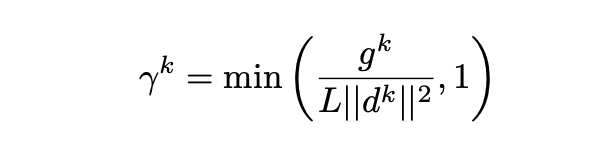 γ^k = min ( g^k / L||d^k||^2 , 1 )